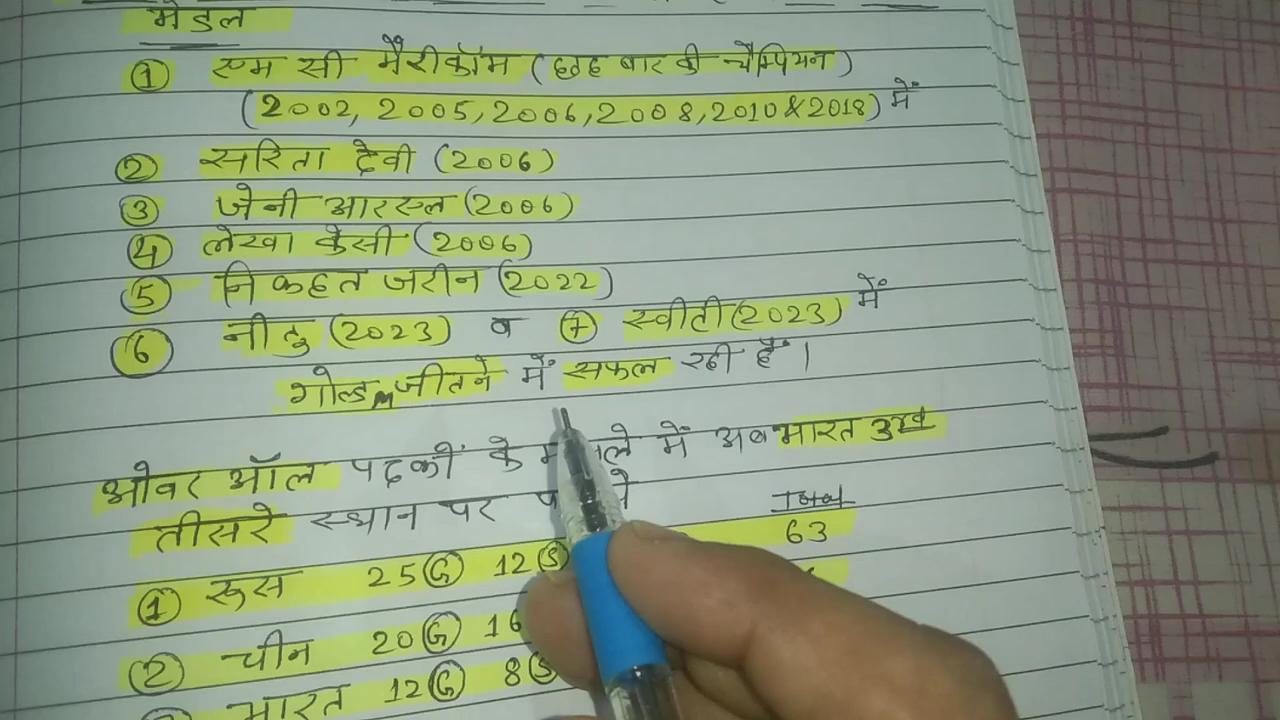 मेडल
① एम सी मैरीकॉम (छह बार की चैम्पियन)
(2002, 2005, 2006, 2008, 2010 & 2018) में
② सरिता देवी (2006)
③ जेनी आरएल (2006)
④ लेखा केसी (2006)
⑤ निकहत जरीन (2022)
⑥ नीतु (2023) व ⑦ स्वीटी (2023) में
गोल्ड M जीतने में सफल रही हैं।
ओवर ऑल पदकों के में अब भारत
तीसरे स्थान पर
63
① रूस 25Ⓖ 12Ⓢ
② चीन 20Ⓖ 16
भारत 12Ⓖ 8Ⓢ